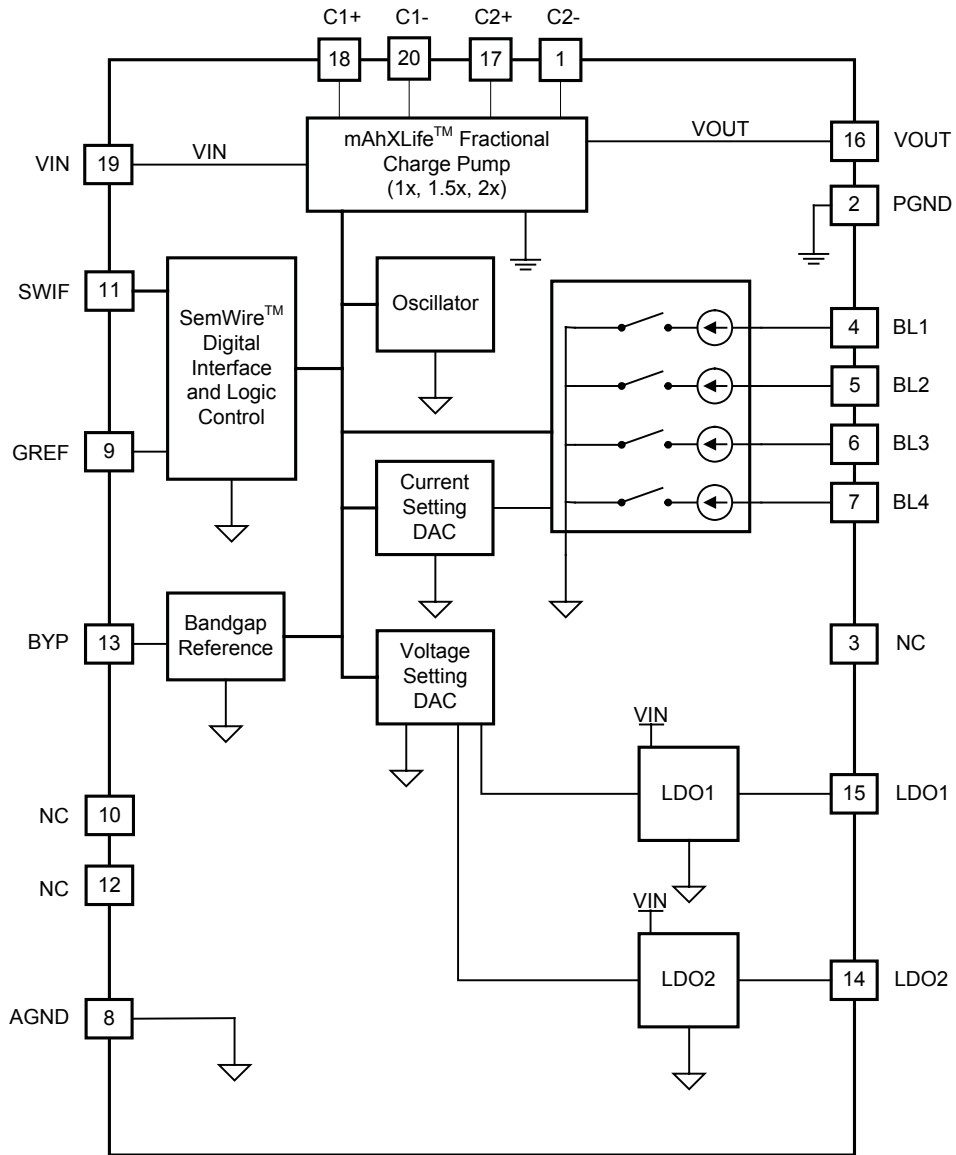 C1+ C1- C2+ C2-
18 20 17 1
mAhXLife™ Fractional
Charge Pump
(1x, 1.5x, 2x)
VIN 19 VIN
VOUT 16 VOUT
2 PGND
SWIF 11
SemWire™
Digital
Interface
and Logic
Control
GREF 9
Oscillator
4 BL1
5 BL2
6 BL3
7 BL4
Current
Setting
DAC
BYP 13
Bandgap
Reference
Voltage
Setting
DAC
3 NC
VIN
LDO1
15 LDO1
NC 10
NC 12
VIN
LDO2
14 LDO2
AGND 8